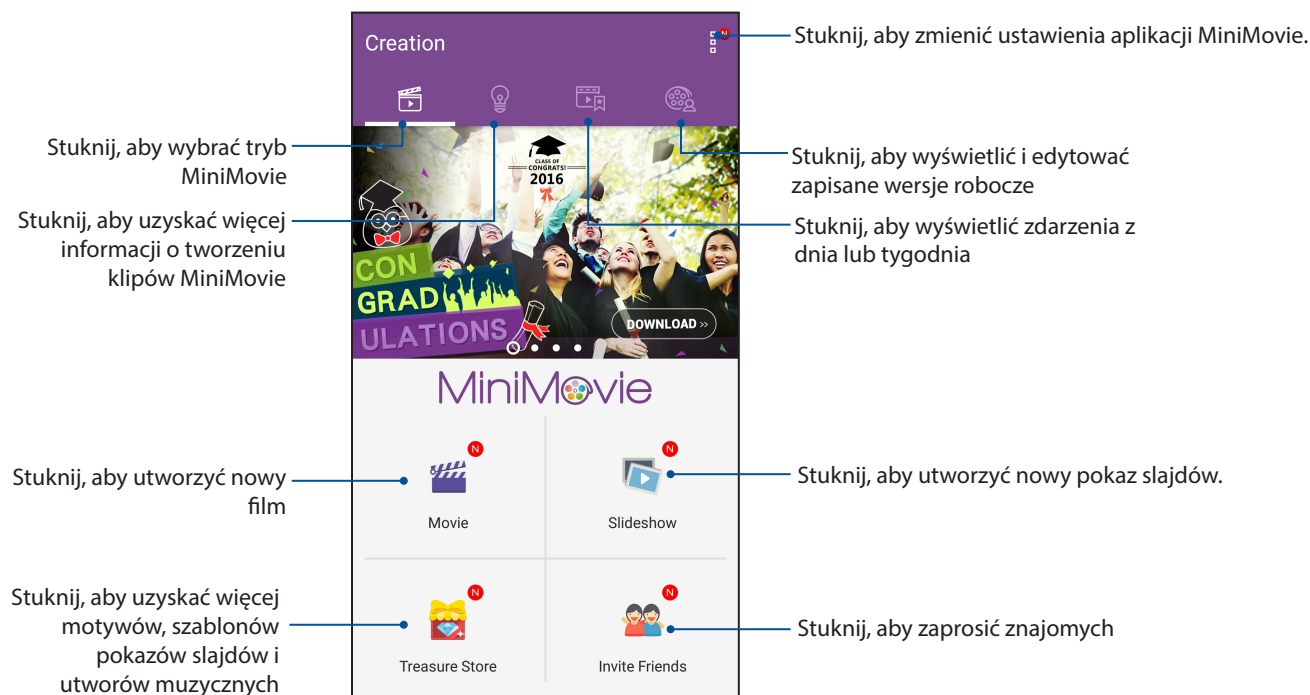 Creation
2
Stuknij, aby zmienić ustawienia aplikacji MiniMovie.
Stuknij, aby wybrać tryb
MiniMovie
Stuknij, aby uzyskać więcej
informacji o tworzeniu
klipów MiniMovie
Stuknij, aby wyświetlić i edytować
zapisane wersje robocze
Stuknij, aby wyświetlić zdarzenia z
dnia lub tygodnia
CLASS OF
CONGRATS!
2016
CON
GRAD
ULATIONS
DOWNLOAD »
MiniMovie
Stuknij, aby utworzyć nowy
film
N
Movie
N
Slideshow
Stuknij, aby utworzyć nowy pokaz slajdów.
Stuknij, aby uzyskać więcej
motywów, szablonów
pokazów slajdów i
utworów muzycznych
N
Treasure Store
N
Invite Friends
Stuknij, aby zaprosić znajomych